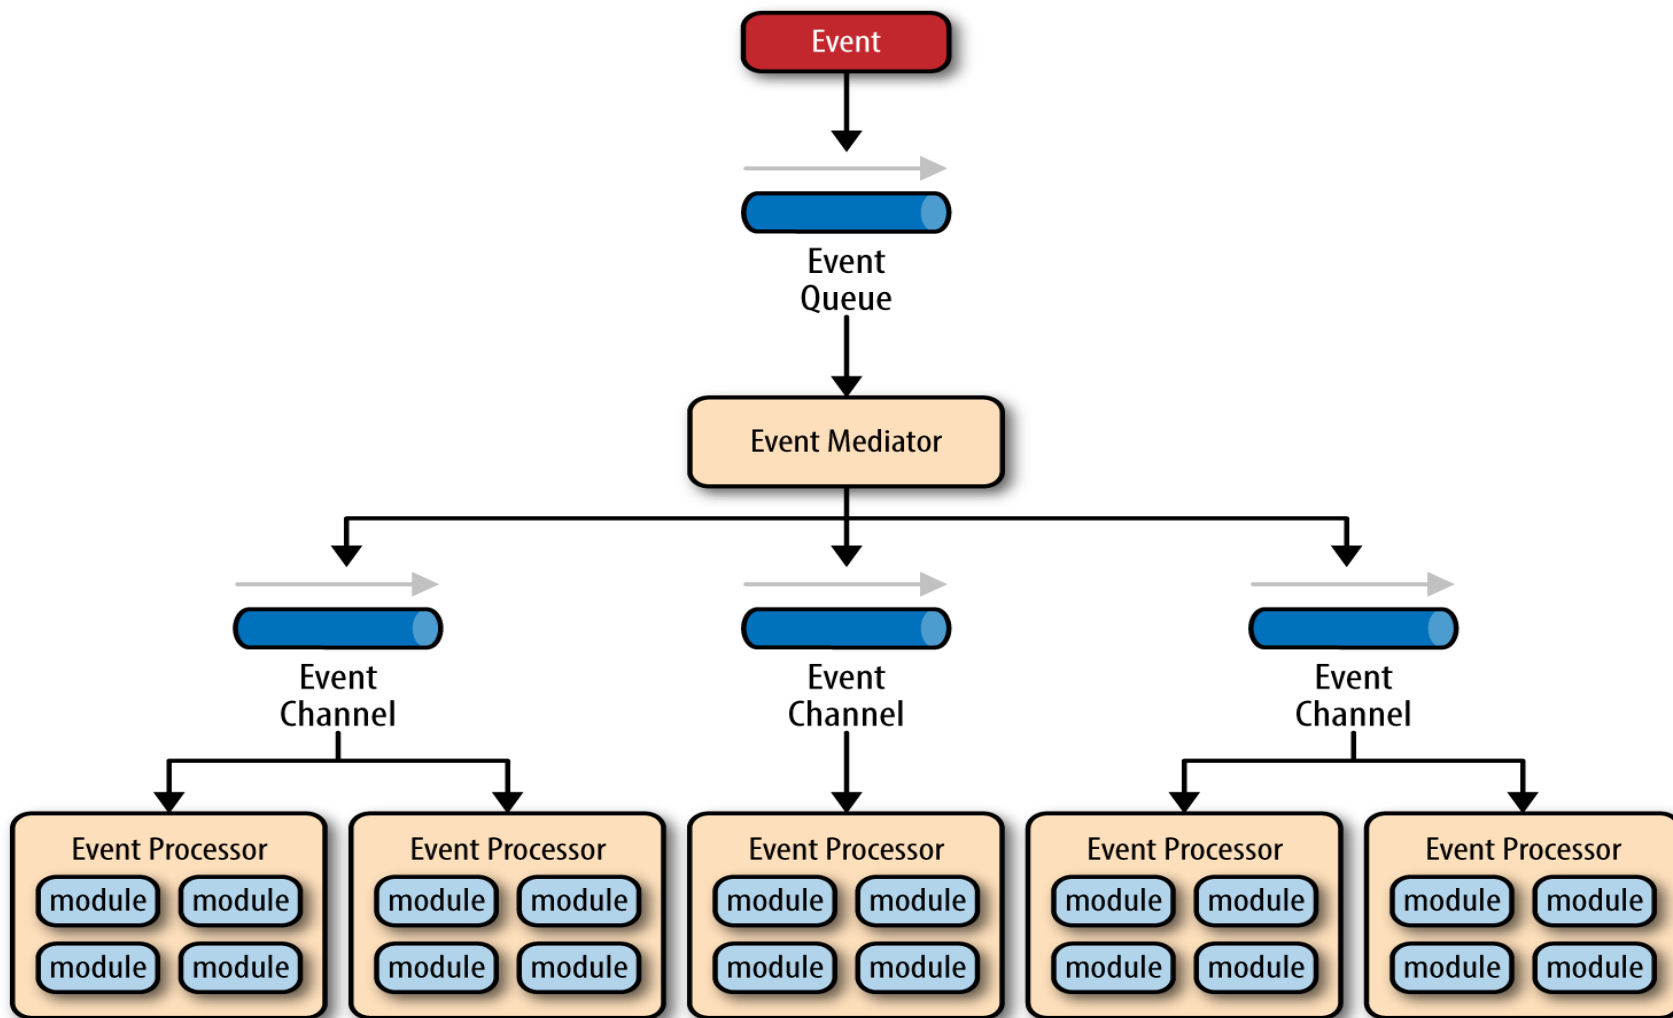 Event
Event
Queue
Event Mediator
Event
Channel
Event
Channel
Event
Channel
Event Processor
module module
module module
Event Processor
module module
module module
Event Processor
module module
module module
Event Processor
module module
module module
Event Processor
module module
module module